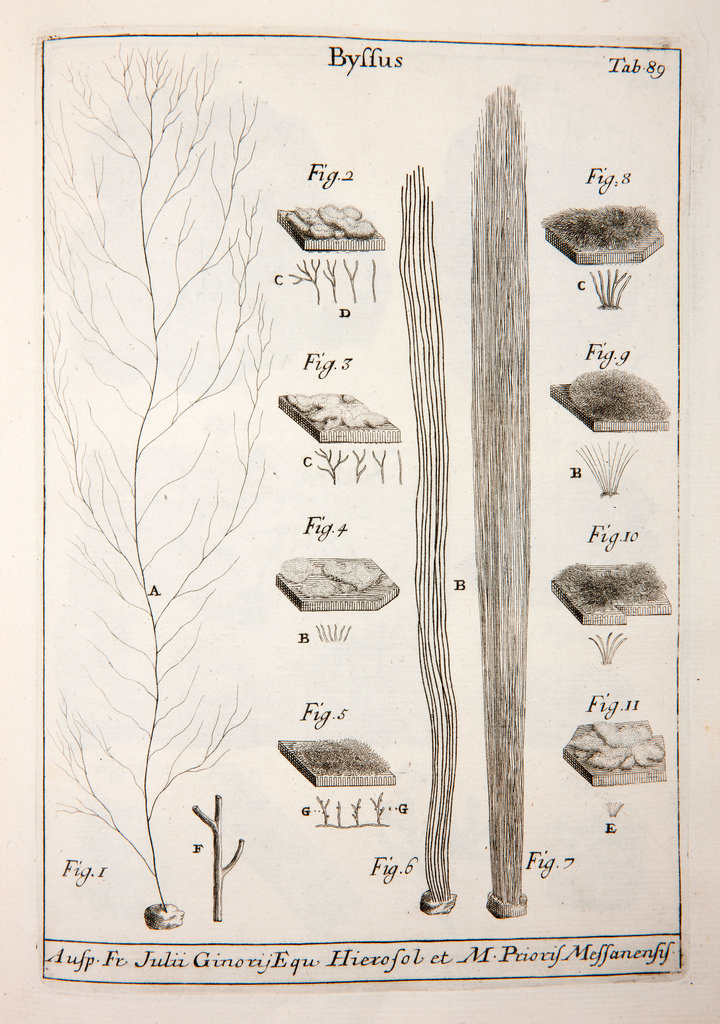 Byſſus
Tab. 89
Fig. 2
C
D
Fig. 3
C
Fig. 4
B
Fig. 5
G
G
A
F
Fig. 1
Fig. 6
B
Fig. 7
Fig. 8
C
Fig. 9
B
Fig. 10
Fig. 11
E
Auſp. Fr Julii Ginorij Equ Hieroſol et M. Prioriſ Meſſanenſiſ.